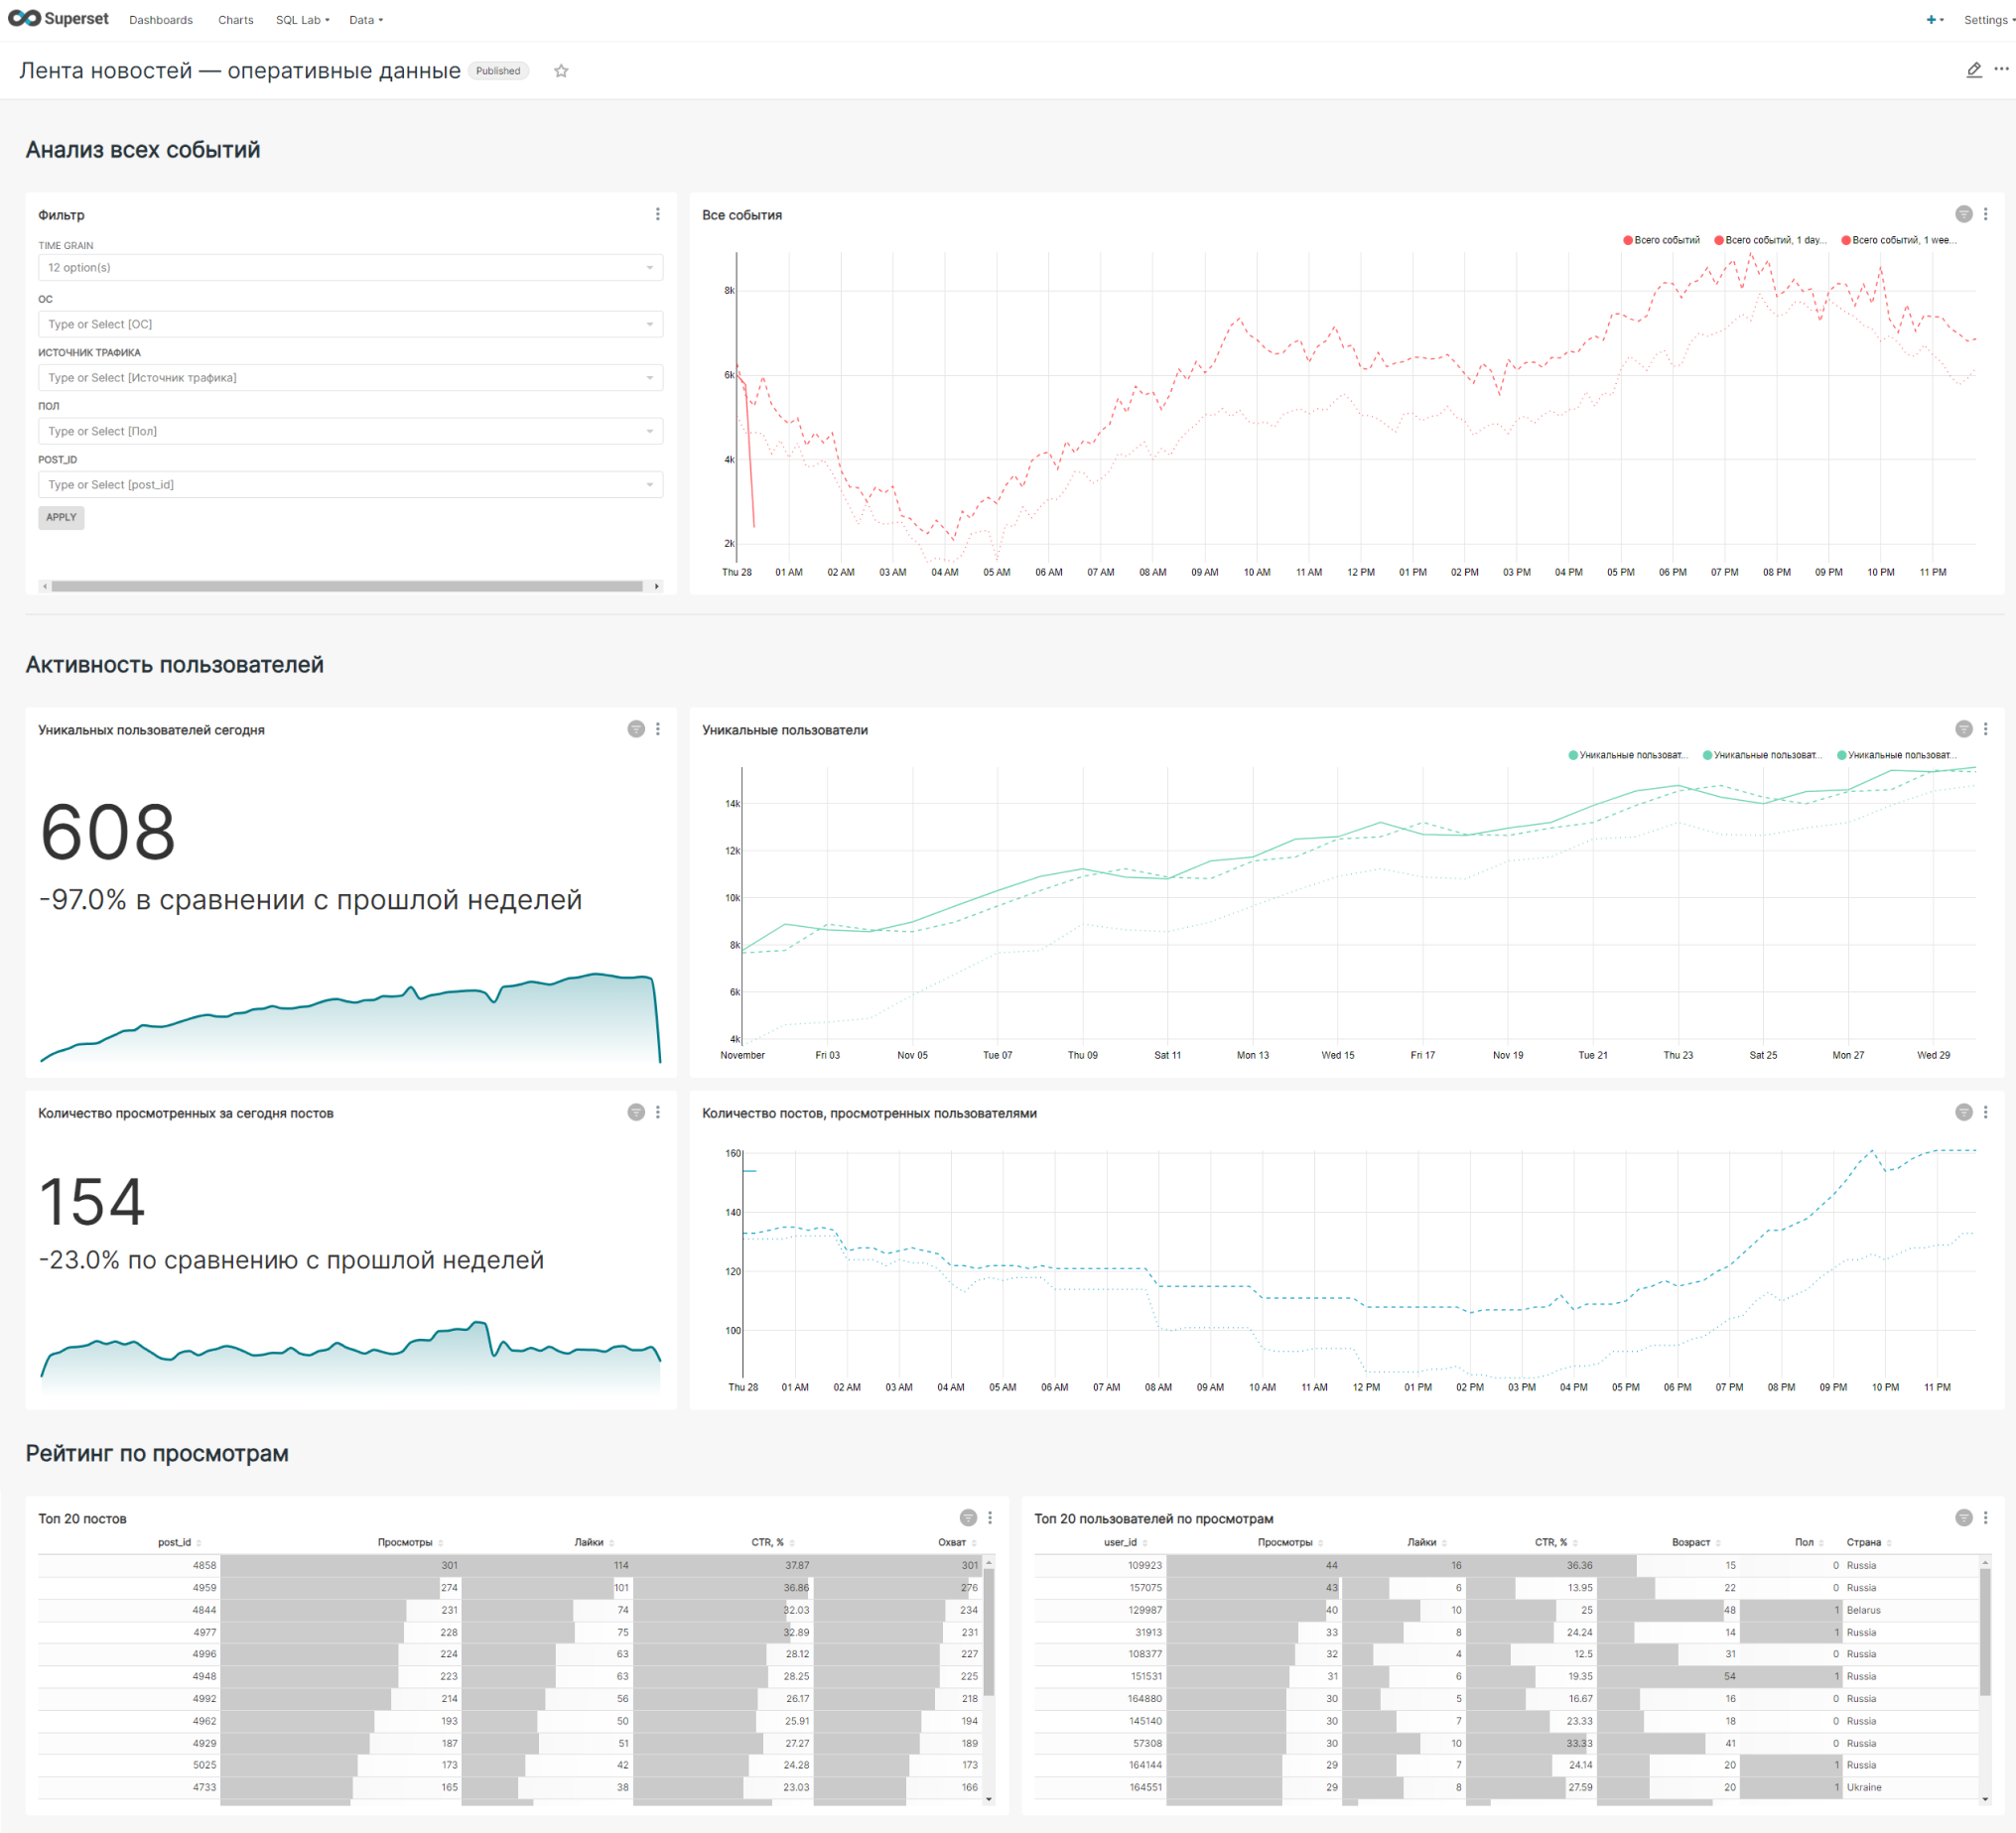 Superset Dashboards Charts SQL Lab Data + Settings
Лента новостей — оперативные данные Published
Анализ всех событий
Фильтр
TIME GRAIN
12 option(s)
ОС
Type or Select [ОС]
ИСТОЧНИК ТРАФИКА
Type or Select [Источник трафика]
ПОЛ
Type or Select [Пол]
POST_ID
Type or Select [post_id]
APPLY
Все события
Всего событий Всего событий, 1 day... Всего событий, 1 wee...
8k
6k
4k
2k
Thu 28 01 AM 02 AM 03 AM 04 AM 05 AM 06 AM 07 AM 08 AM 09 AM 10 AM 11 AM 12 PM 01 PM 02 PM 03 PM 04 PM 05 PM 06 PM 07 PM 08 PM 09 PM 10 PM 11 PM
Активность пользователей
Уникальных пользователей сегодня
608
-97.0% в сравнении с прошлой неделей
Уникальные пользователи
Уникальные пользоват... Уникальные пользоват... Уникальные пользоват...
14k
12k
10k
8k
6k
4k
November Fri 03 Nov 05 Tue 07 Thu 09 Sat 11 Mon 13 Wed 15 Fri 17 Nov 19 Tue 21 Thu 23 Sat 25 Mon 27 Wed 29
Количество просмотренных за сегодня постов
154
-23.0% по сравнению с прошлой неделей
Количество постов, просмотренных пользователями
160
140
120
100
Thu 28 01 AM 02 AM 03 AM 04 AM 05 AM 06 AM 07 AM 08 AM 09 AM 10 AM 11 AM 12 PM 01 PM 02 PM 03 PM 04 PM 05 PM 06 PM 07 PM 08 PM 09 PM 10 PM 11 PM
Рейтинг по просмотрам
Топ 20 постов
post_id Просмотры Лайки CTR, % Охват
4858 301 114 37.87 301
4959 274 101 36.86 276
4844 231 74 32.03 234
4977 228 75 32.89 231
4996 224 63 28.12 227
4948 223 63 28.25 225
4992 214 56 26.17 218
4962 193 50 25.91 194
4929 187 51 27.27 189
5025 173 42 24.28 173
4733 165 38 23.03 166
Топ 20 пользователей по просмотрам
user_id Просмотры Лайки CTR, % Возраст Пол Страна
109923 44 16 36.36 15 0 Russia
157075 43 6 13.95 22 0 Russia
129987 40 10 25 48 1 Belarus
31913 33 8 24.24 14 1 Russia
108377 32 4 12.5 31 0 Russia
151531 31 6 19.35 54 1 Russia
164880 30 5 16.67 16 0 Russia
145140 30 7 23.33 18 0 Russia
57308 30 10 33.33 41 0 Russia
164144 29 7 24.14 20 1 Russia
164551 29 8 27.59 20 1 Ukraine